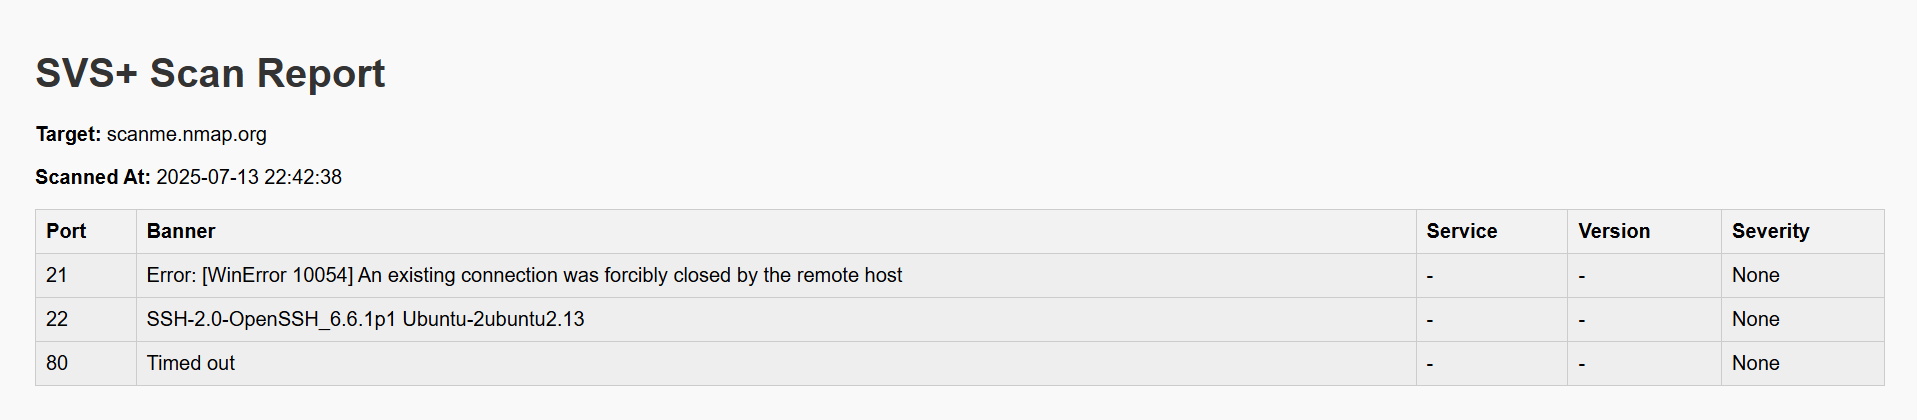 SVS+ Scan Report
Target: scanme.nmap.org
Scanned At: 2025-07-13 22:42:38
Port Banner Service Version Severity
21 Error: [WinError 10054] An existing connection was forcibly closed by the remote host - - None
22 SSH-2.0-OpenSSH_6.6.1p1 Ubuntu-2ubuntu2.13 - - None
80 Timed out - - None